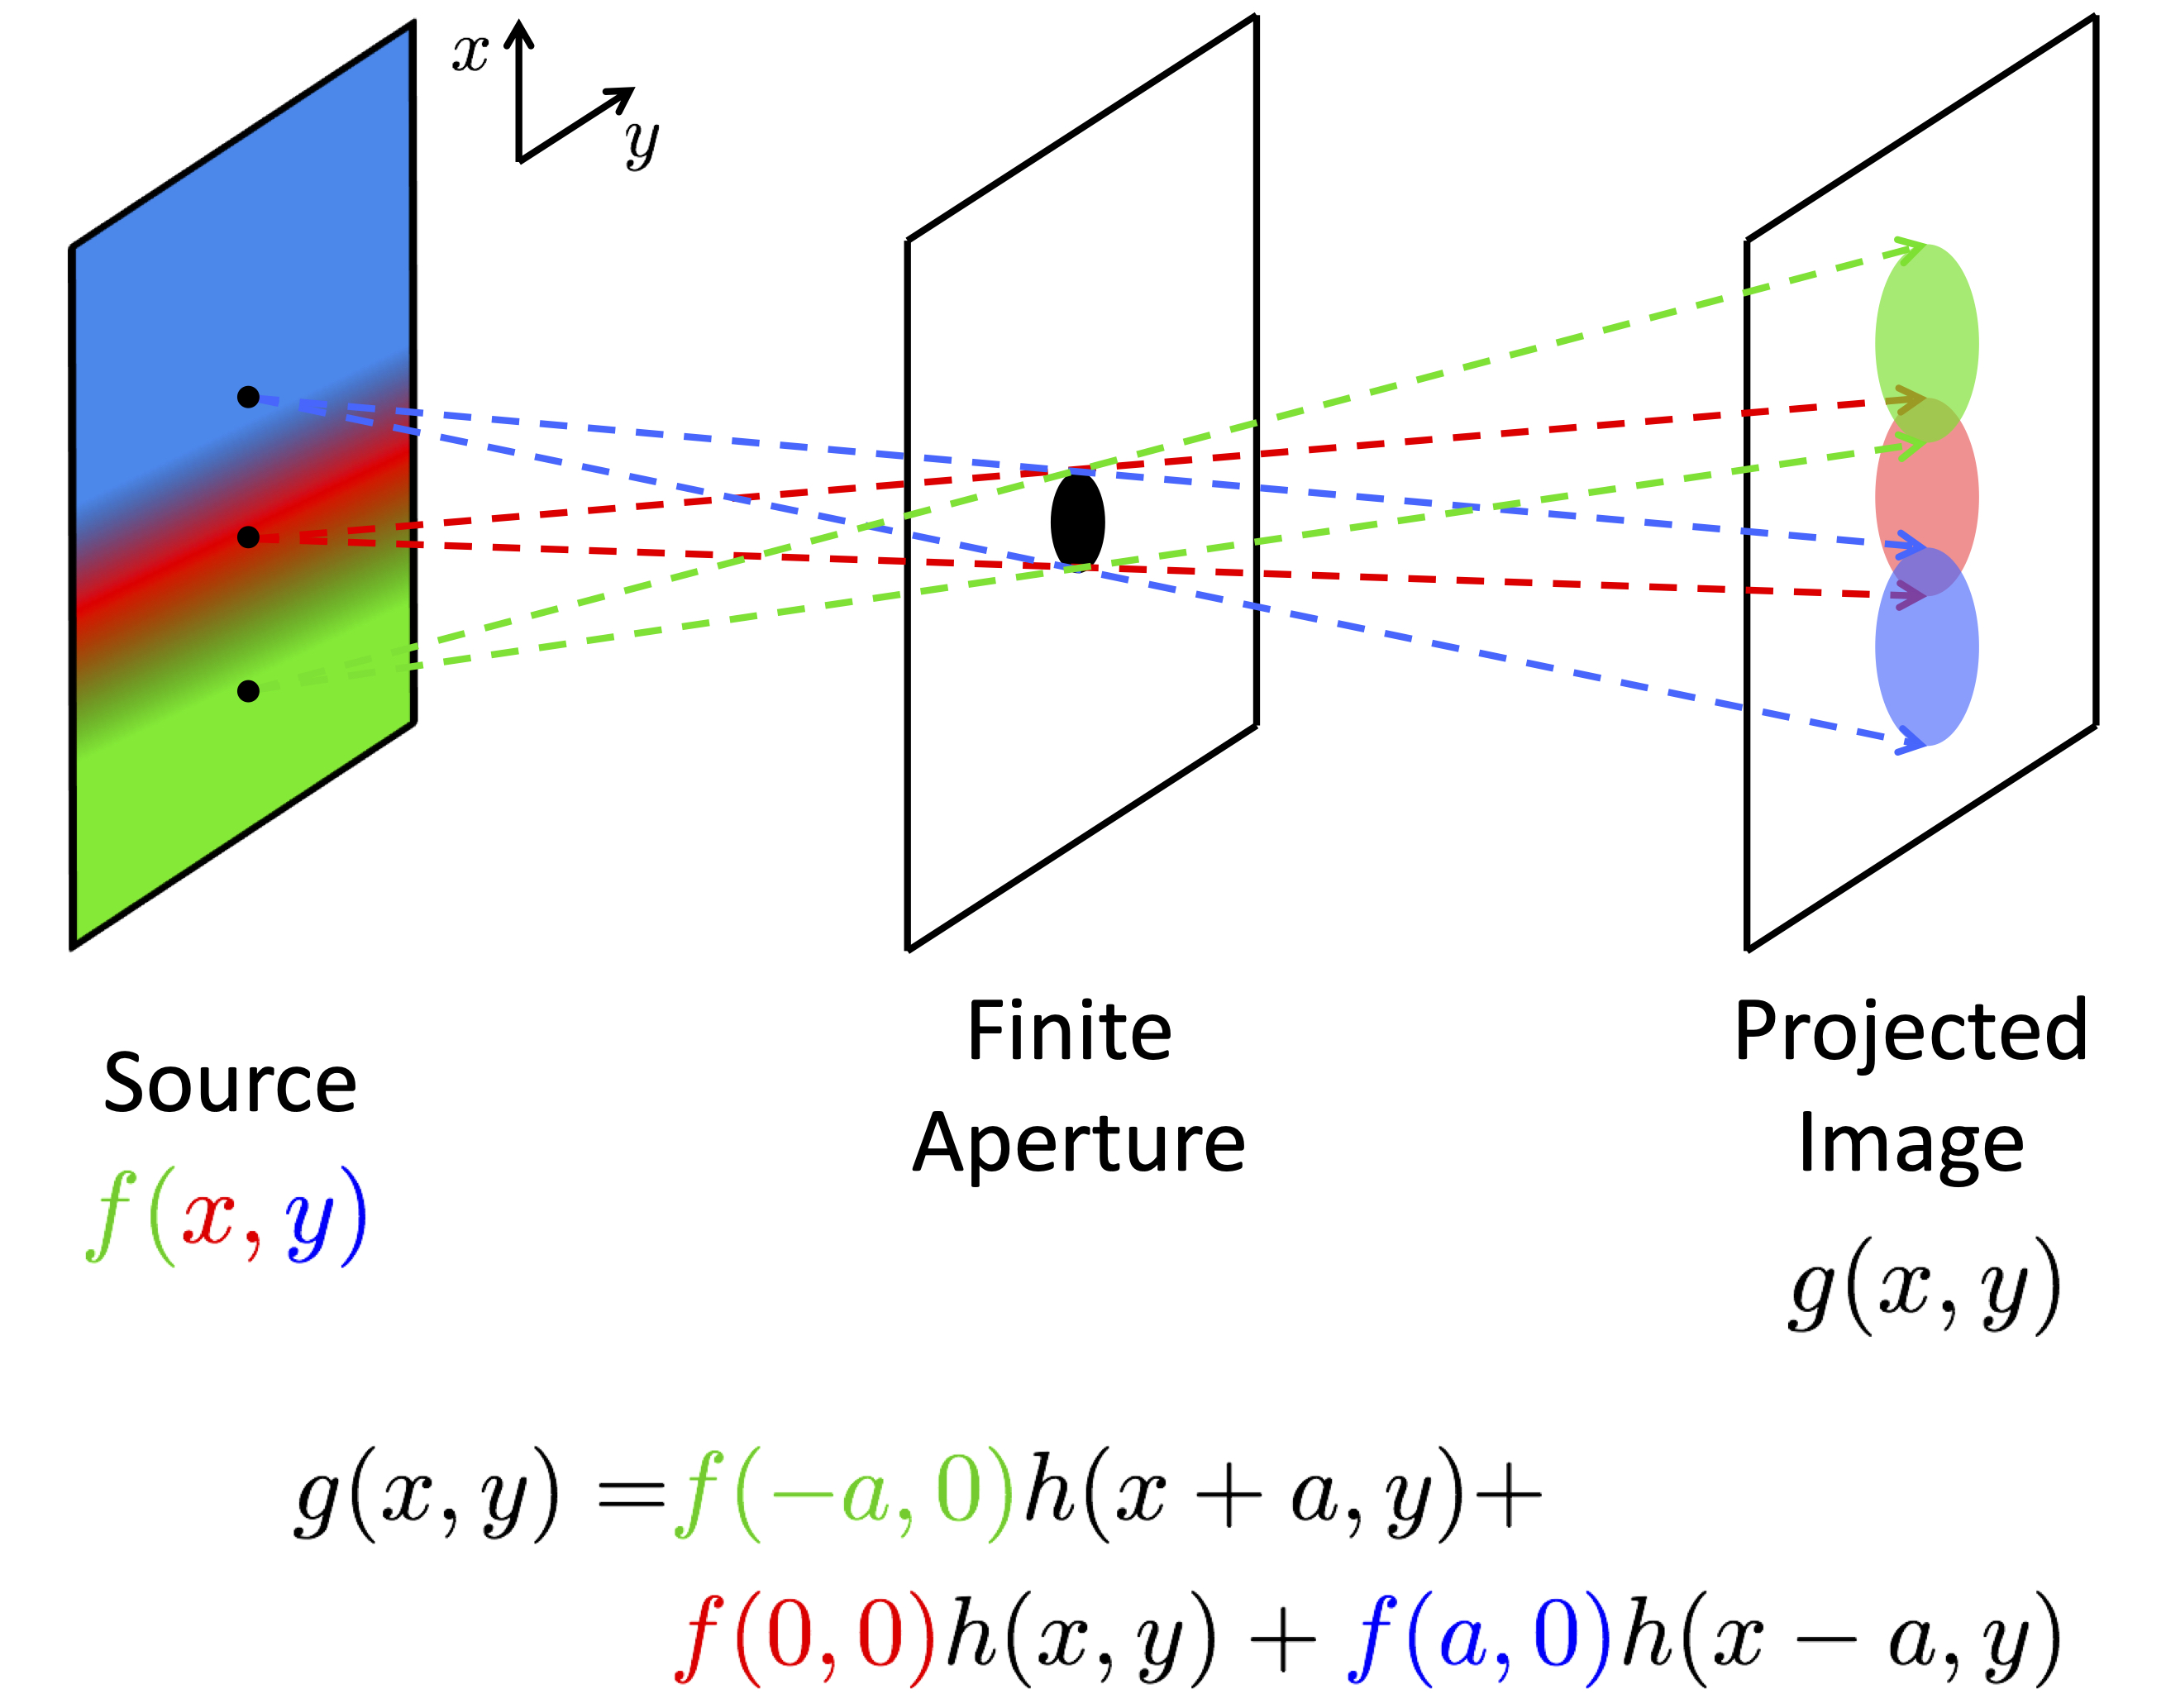 x
y
Source
f(x, y)
Finite
Aperture
Projected
Image
g(x, y)
g(x, y) =f(−a, 0)h(x + a, y)+
f(0, 0)h(x, y) + f(a, 0)h(x − a, y)